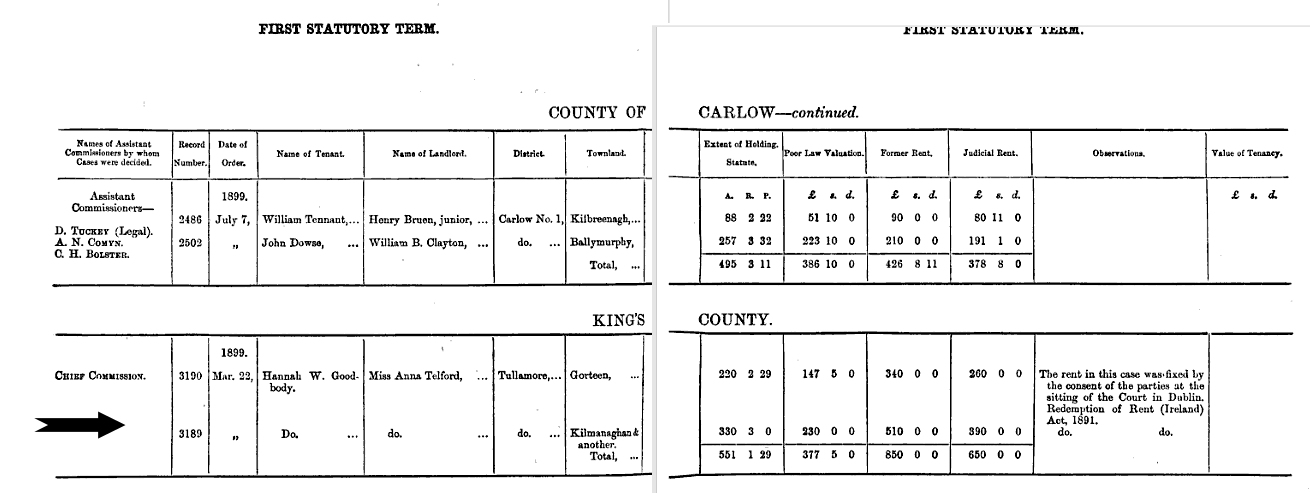 FIRST STATUTORY TERM. FIRST STATUTORY TERM.
COUNTY OF CARLOW—continued.
Names of Assistant Commissioners by whom Cases were decided. Record Number. Date of Order. Name of Tenant. Name of Landlord. District. Townland. Extent of Holding. Statute. Poor Law Valuation. Former Rent. Judicial Rent. Observations. Value of Tenancy.
Assistant Commissioners— 1899. A. R. P. £ s. d. £ s. d. £ s. d. £ s. d.
2486 July 7, William Tennant,... Henry Bruen, junior, ... Carlow No. 1, Kilbreenagh,... 88 2 22 51 10 0 90 0 0 80 11 0
D. TUCKEY (Legal).
A. N. COMYN. 2502 „ John Dowse, ... William B. Clayton, ... do. ... Ballymurphy, 257 3 32 223 10 0 210 0 0 191 1 0
C. H. BOLSTER.
Total, ... 495 3 11 386 10 0 426 8 11 378 8 0
KING'S COUNTY.
1899.
CHIEF COMMISSION. 3190 Mar. 22, Hannah W. Good- Miss Anna Telford, ... Tullamore,... Gorteen, ... 220 2 29 147 5 0 340 0 0 260 0 0 The rent in this case was fixed by
body. the consent of the parties at the
sitting of the Court in Dublin.
Redemption of Rent (Ireland)
Act, 1891.
3189 „ Do. ... do. ... do. ... Kilmanaghan & 330 3 0 230 0 0 510 0 0 390 0 0 do. do.
another.
Total, ... 551 1 29 377 5 0 850 0 0 650 0 0